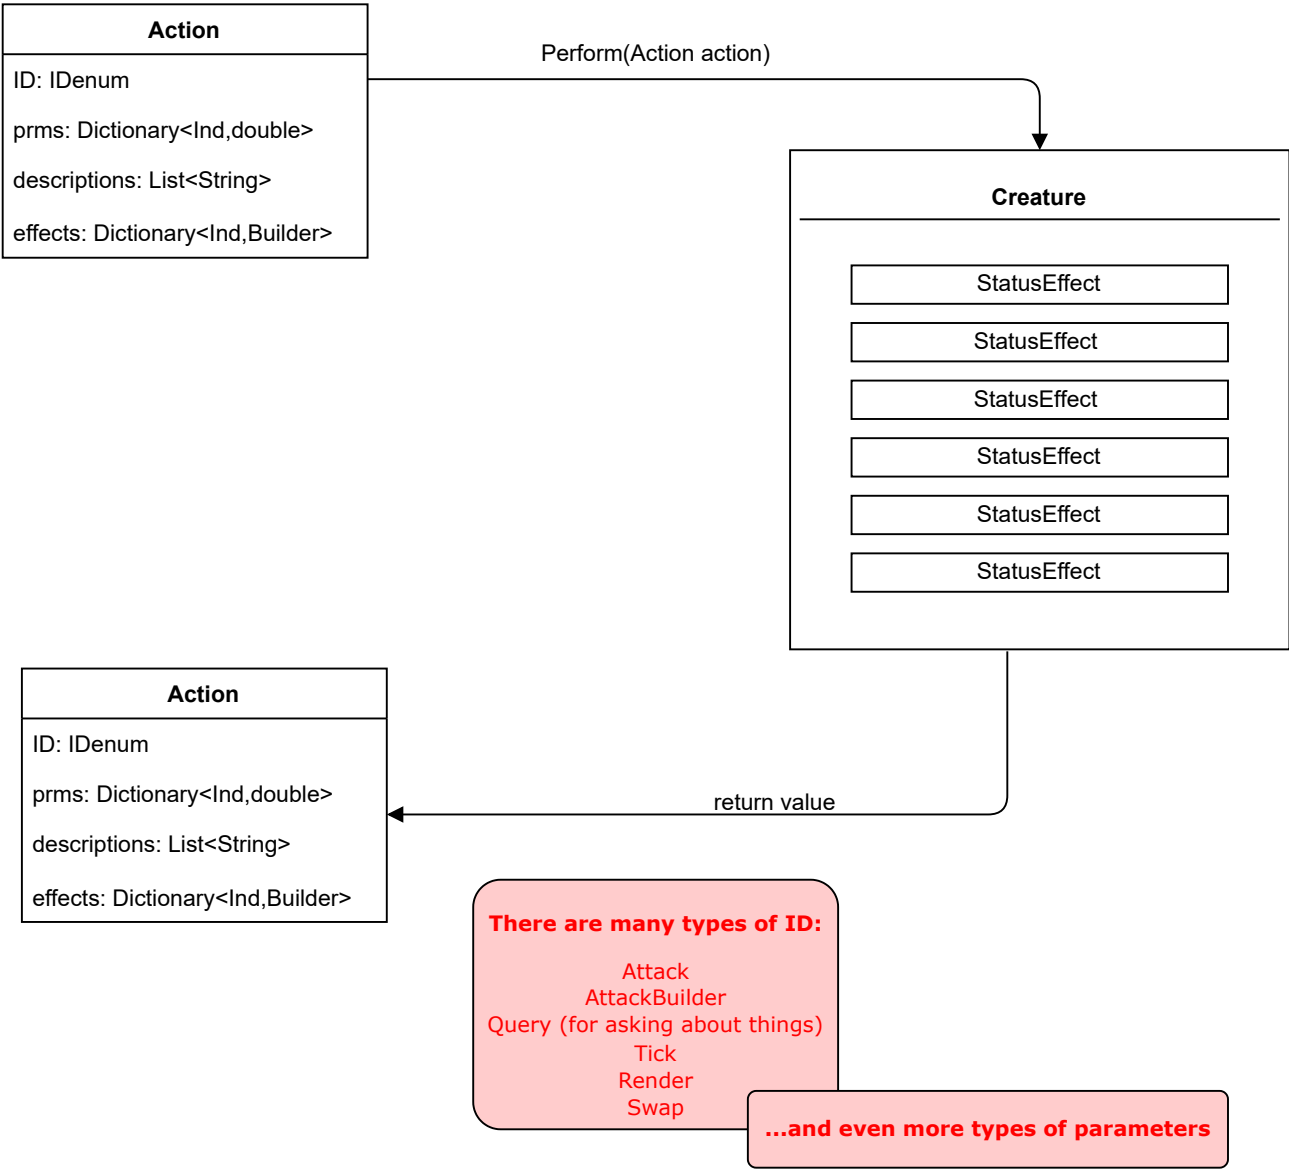 Action
ID: IDenum
prms: Dictionary<Ind,double>
descriptions: List<String>
effects: Dictionary<Ind,Builder>
Perform(Action action)
Creature
StatusEffect
StatusEffect
StatusEffect
StatusEffect
StatusEffect
StatusEffect
Action
ID: IDenum
prms: Dictionary<Ind,double>
descriptions: List<String>
effects: Dictionary<Ind,Builder>
return value
There are many types of ID:
Attack
AttackBuilder
Query (for asking about things)
Tick
Render
Swap
...and even more types of parameters